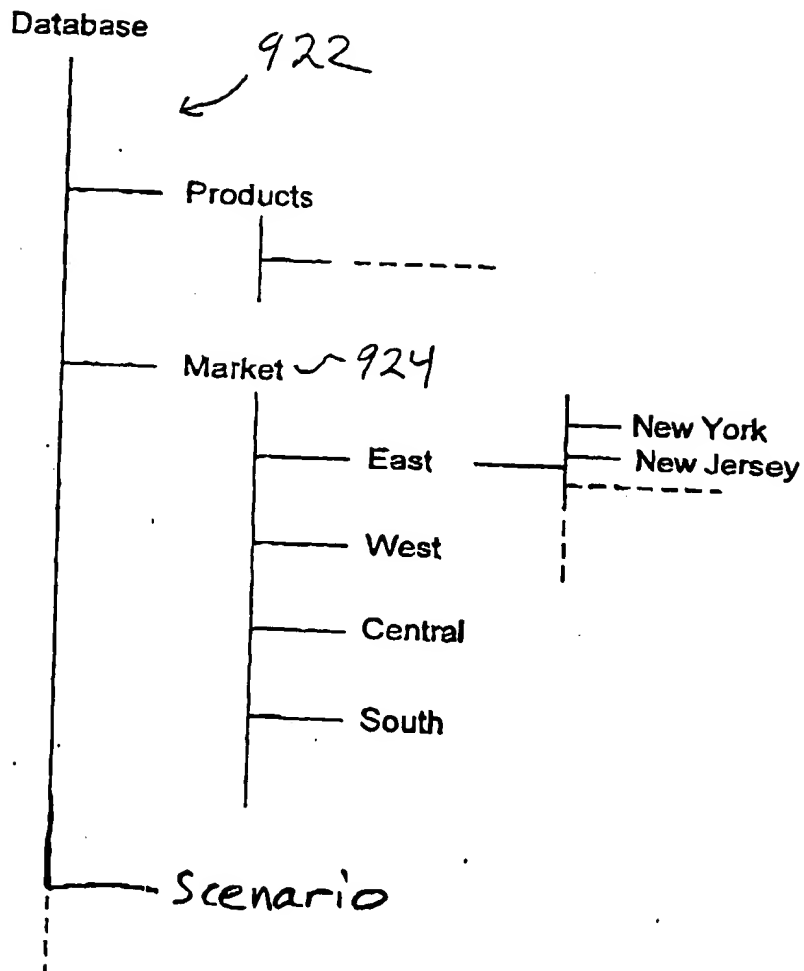 Database
922
Products
Market 924
East
New York
New Jersey
West
Central
South
Scenario